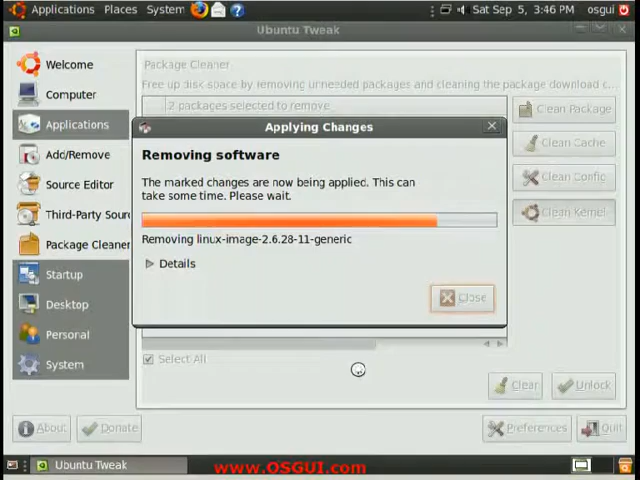 Applications Places System Sat Sep 5, 3:46 PM osgui
Ubuntu Tweak
Welcome
Computer
Applications
Add/Remove
Source Editor
Third-Party Sour
Package Cleaner
Startup
Desktop
Personal
System
Package Cleaner
Free up disk space by removing unneeded packages and cleaning the package download c...
2 packages selected to remove
Clean Package
Clean Cache
Clean Config
Clean Kernel
Applying Changes
Removing software
The marked changes are now being applied. This can
take some time. Please wait.
Removing linux-image-2.6.28-11-generic
Details
Close
Select All
Clear Unlock
About Donate Preferences Quit
Ubuntu Tweak www.OSGUI.com